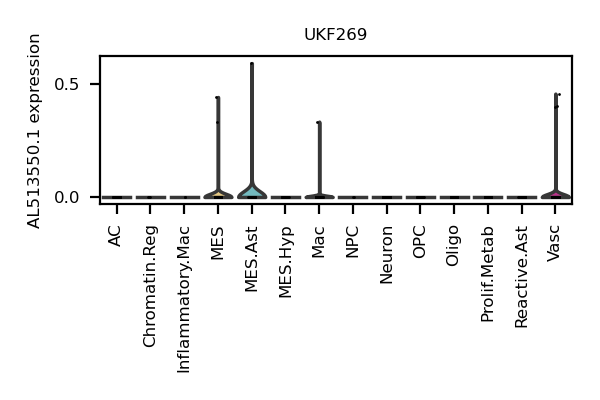 UKF269
AL513550.1 expression
0.5
0.0
AC
Chromatin.Reg
Inflammatory.Mac
MES
MES.Ast
MES.Hyp
Mac
NPC
Neuron
OPC
Oligo
Prolif.Metab
Reactive.Ast
Vasc